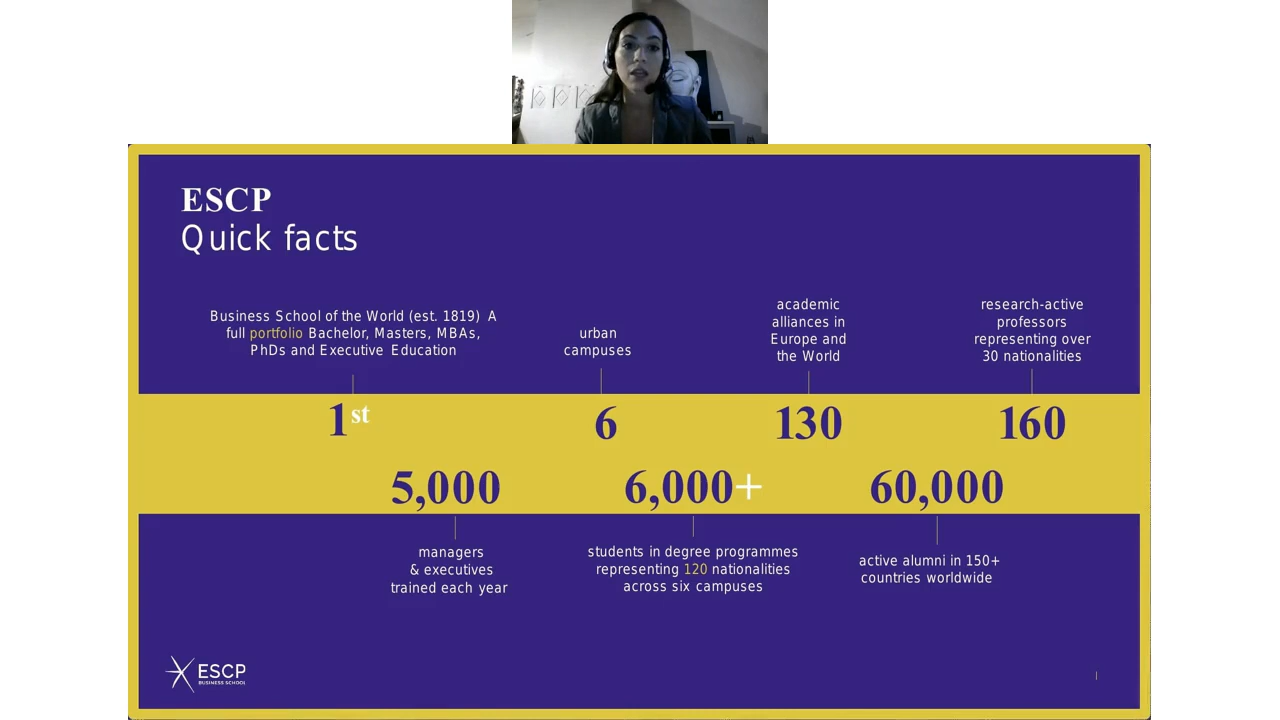 ESCP
Quick facts
Business School of the World (est. 1819) A
full portfolio Bachelor, Masters, MBAs,
PhDs and Executive Education
urban
campuses
academic
alliances in
Europe and
the World
research-active
professors
representing over
30 nationalities
1st
6
130
160
5,000
6,000+
60,000
managers
& executives
trained each year
students in degree programmes
representing 120 nationalities
across six campuses
active alumni in 150+
countries worldwide
ESCP
BUSINESS SCHOOL